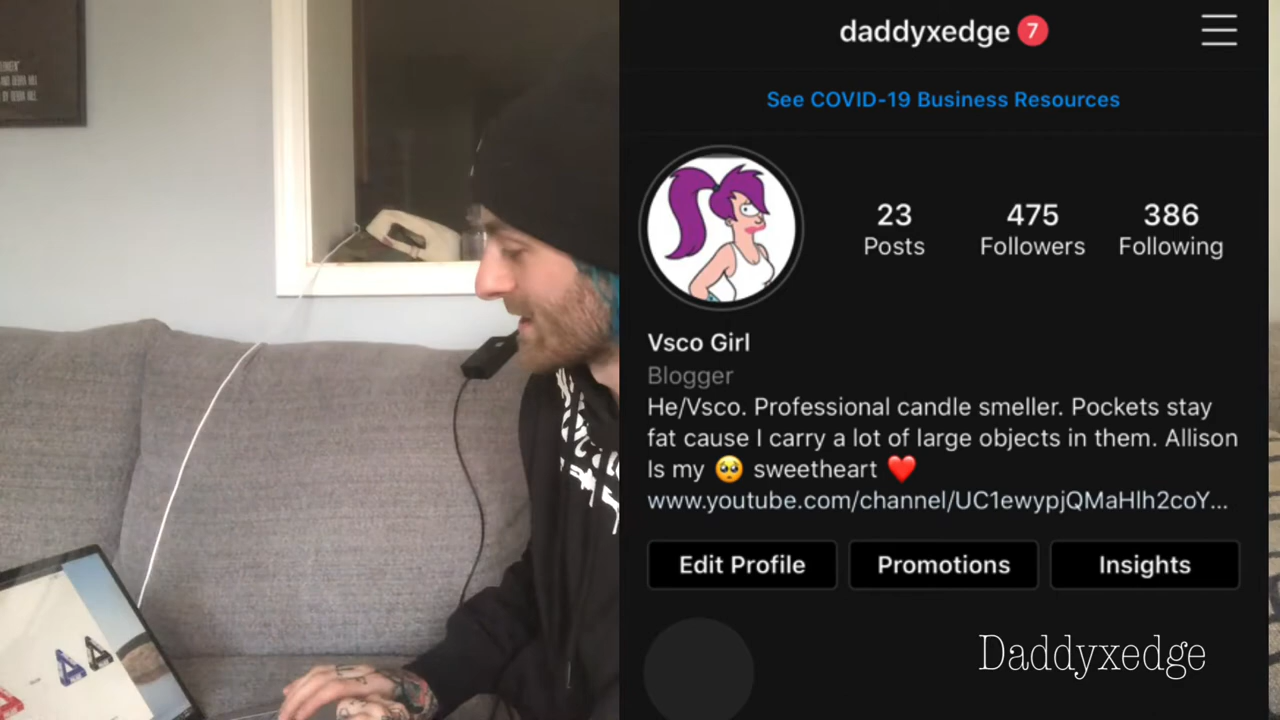 daddyxedge 7
See COVID-19 Business Resources
23
Posts
475
Followers
386
Following
Vsco Girl
Blogger
He/Vsco. Professional candle smeller. Pockets stay
fat cause I carry a lot of large objects in them. Allison
Is my 🥺 sweetheart ❤️
www.youtube.com/channel/UC1ewypjQMaHlh2coY...
Edit Profile
Promotions
Insights
Daddyxedge